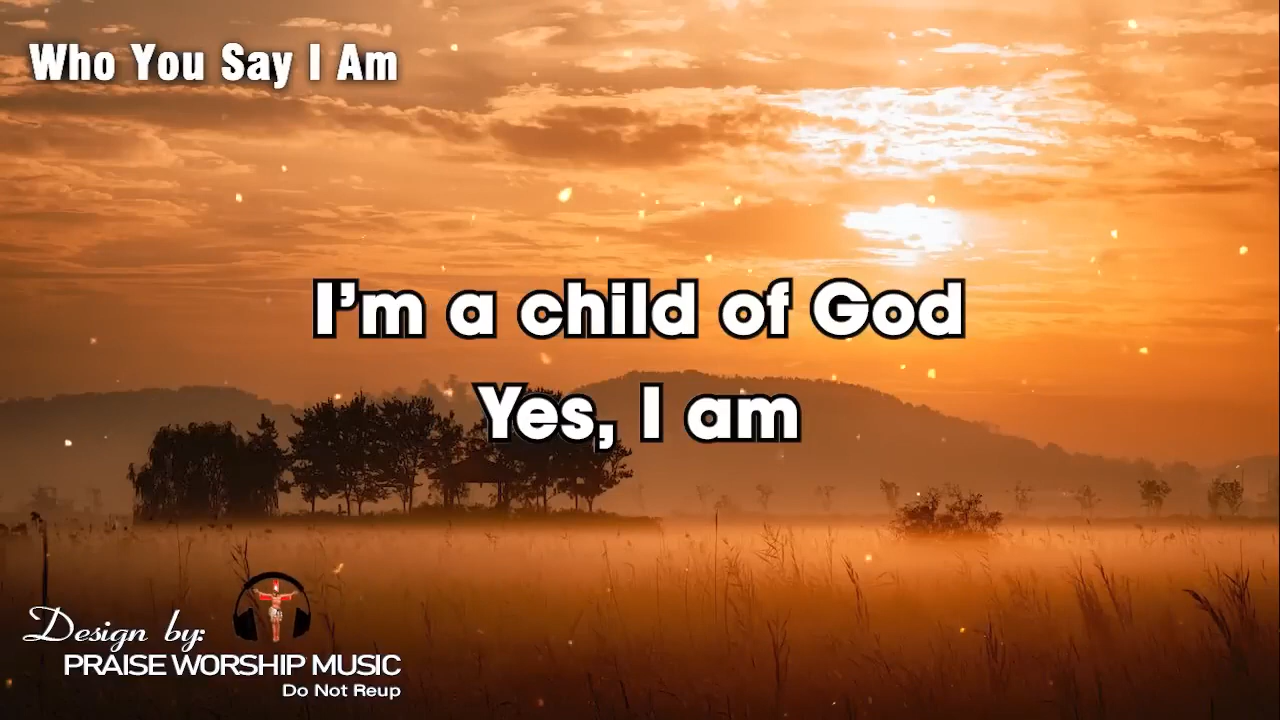 Who You Say I Am
I'm a child of God
Yes, I am
Design by:
PRAISE WORSHIP MUSIC
Do Not Reup